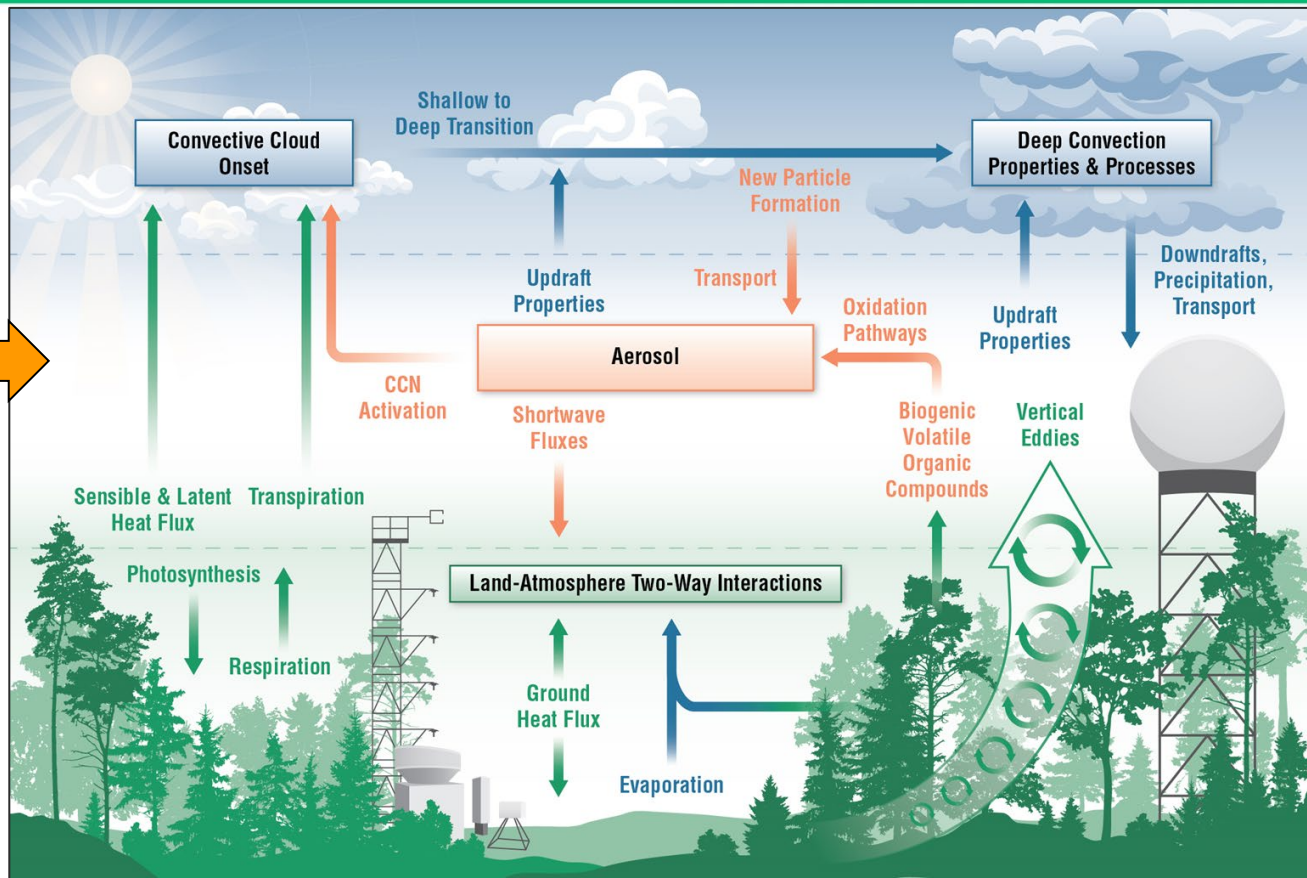 Shallow to
Deep Transition
Convective Cloud
Onset
Deep Convection
Properties & Processes
New Particle
Formation
Updraft
Properties
Transport
Oxidation
Pathways
Updraft
Properties
Downdrafts,
Precipitation,
Transport
Aerosol
CCN
Activation
Shortwave
Fluxes
Biogenic
Volatile
Organic
Compounds
Vertical
Eddies
Sensible & Latent
Heat Flux
Transpiration
Photosynthesis
Respiration
Land-Atmosphere Two-Way Interactions
Ground
Heat Flux
Evaporation